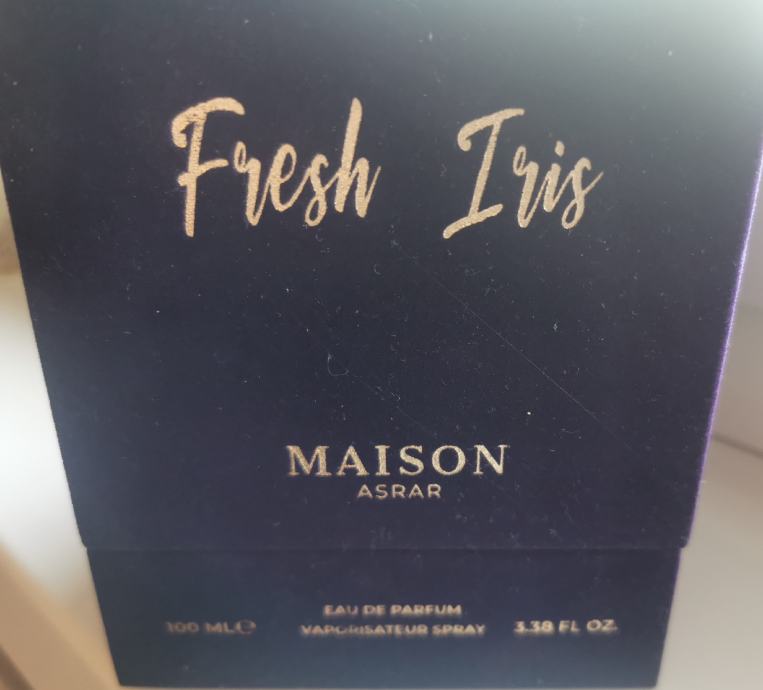 Fresh Iris
MAISON
ASRAR
EAU DE PARFUM
100 ML℮ VAPORISATEUR SPRAY 3.38 FL OZ.